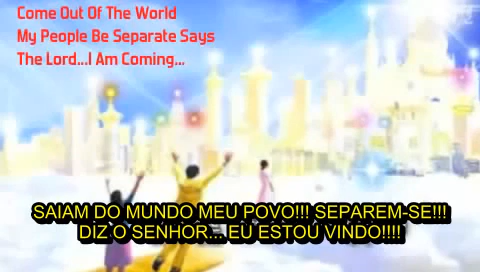 Come Out Of The World
My People Be Separate Says
The Lord...I Am Coming...
SAIAM DO MUNDO MEU POVO!!! SEPAREM-SE!!!
DIZ O SENHOR... EU ESTOU VINDO!!!!